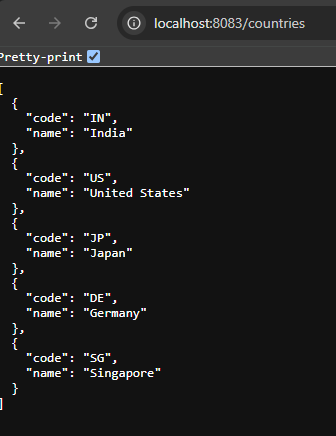 localhost:8083/countries
Pretty-print
[
  {
    "code": "IN",
    "name": "India"
  },
  {
    "code": "US",
    "name": "United States"
  },
  {
    "code": "JP",
    "name": "Japan"
  },
  {
    "code": "DE",
    "name": "Germany"
  },
  {
    "code": "SG",
    "name": "Singapore"
  }
]